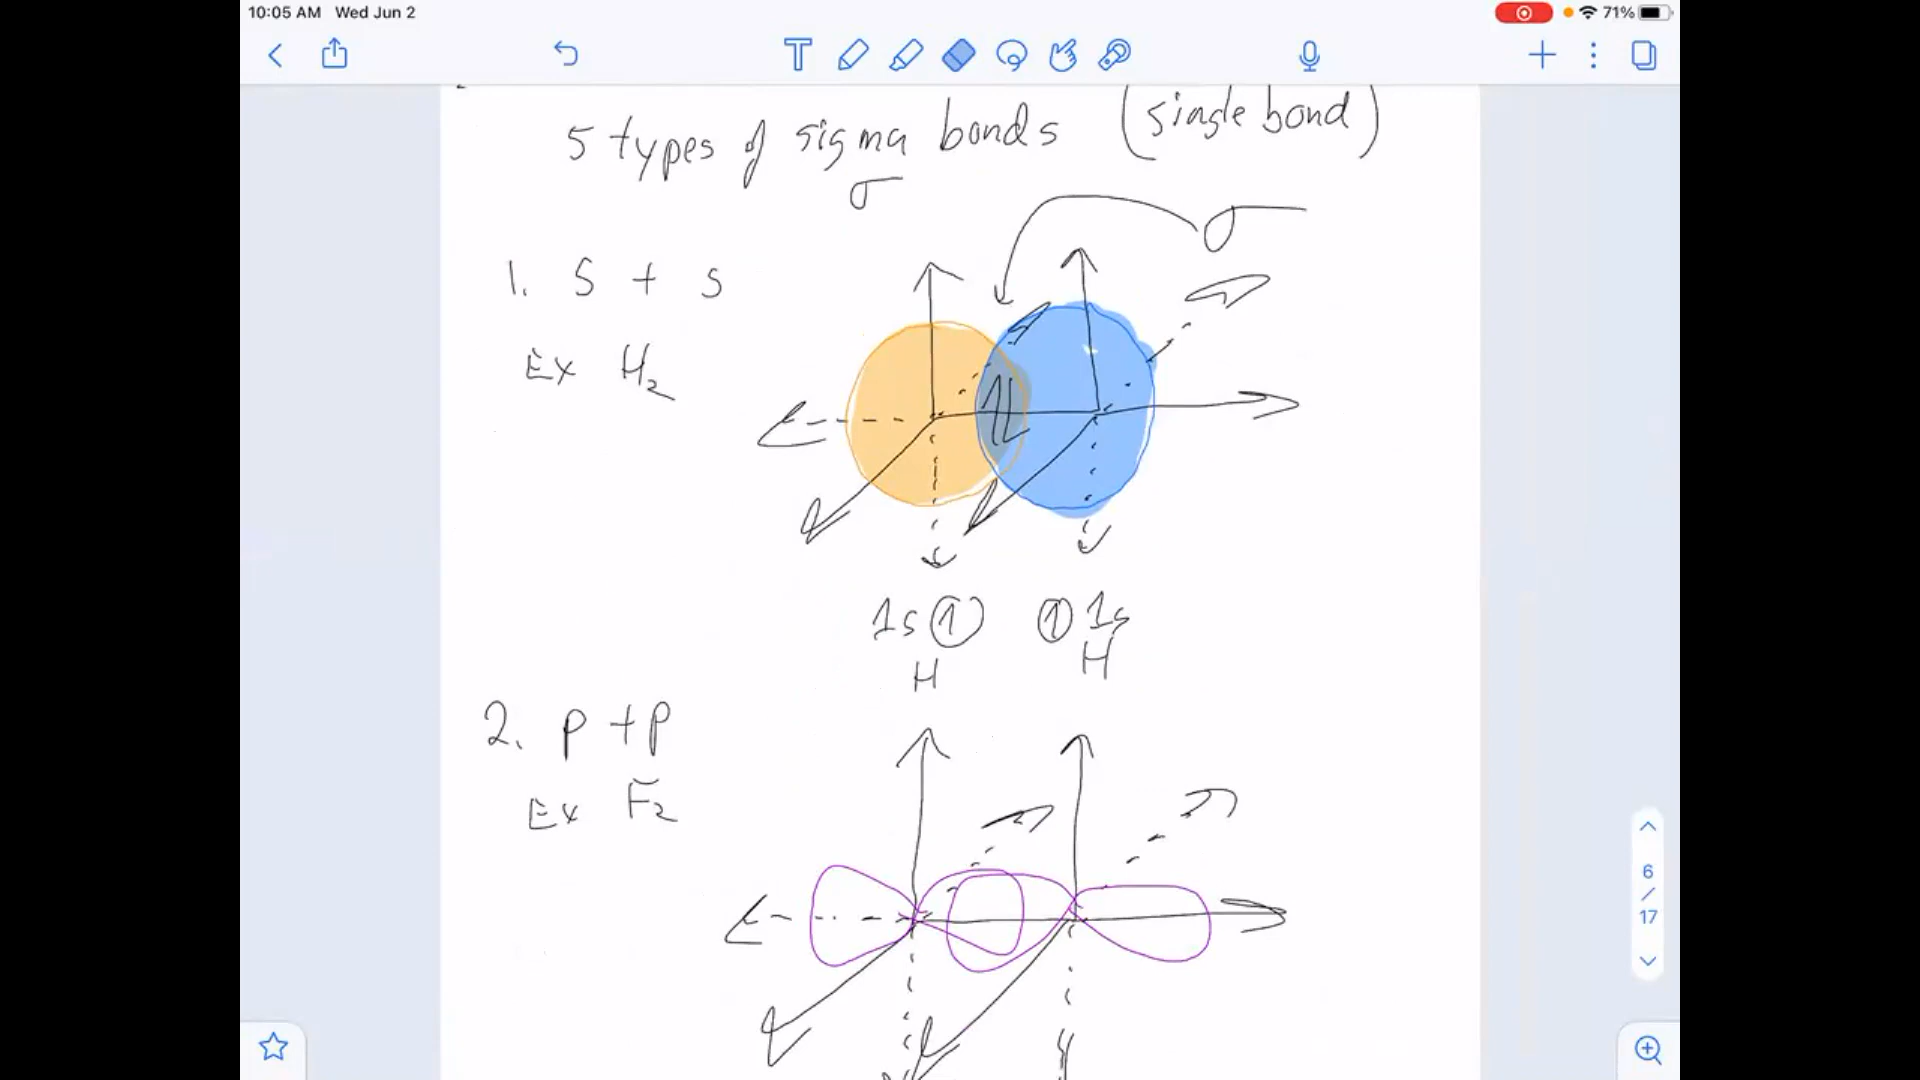 10:05 AM Wed Jun 2
71%
5 types of sigma bonds (single bond)
σ
σ
1. S + S
Ex H₂
1s ① ① 1s
H H
2. p + p
Ex F₂
6
/
17